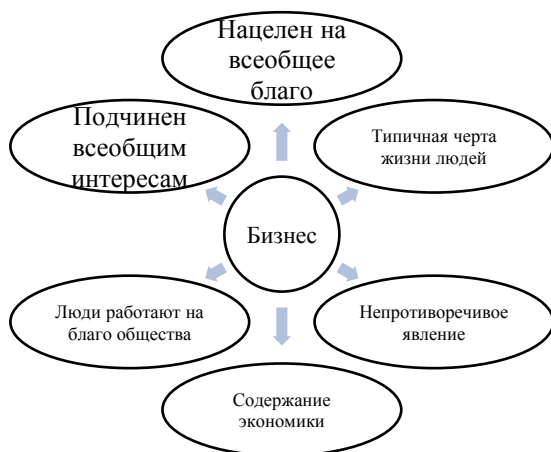 Нацелен на
всеобщее
благо
Подчинен
всеобщим
интересам
Типичная черта
жизни людей
Бизнес
Люди работают на
благо общества
Непротиворечивое
явление
Содержание
экономики